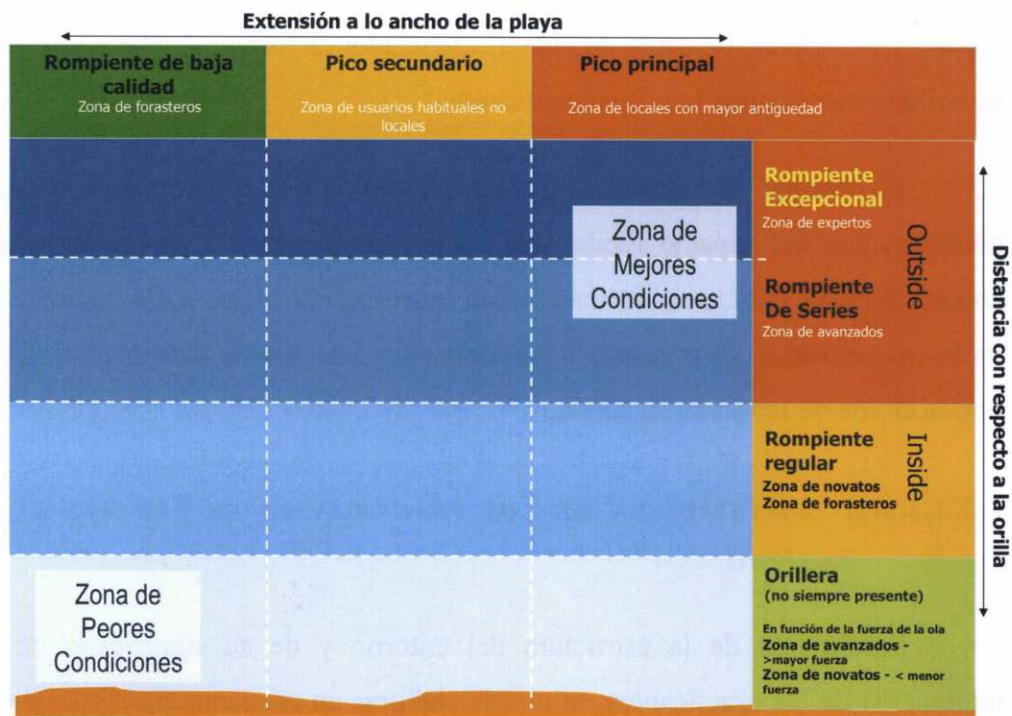 Extensión a lo ancho de la playa
Rompiente de baja
calidad
Zona de forasteros
Pico secundario
Zona de usuarios habituales no
locales
Pico principal
Zona de locales con mayor antiguedad
Rompiente
Excepcional
Zona de expertos
Outside
Zona de
Mejores
Condiciones
Rompiente
De Series
Zona de avanzados
Distancia con respecto a la orilla
Rompiente
regular
Zona de novatos
Zona de forasteros
Inside
Zona de
Peores
Condiciones
Orillera
(no siempre presente)
En función de la fuerza de la ola
Zona de avanzados -
>mayor fuerza
Zona de novatos - < menor
fuerza